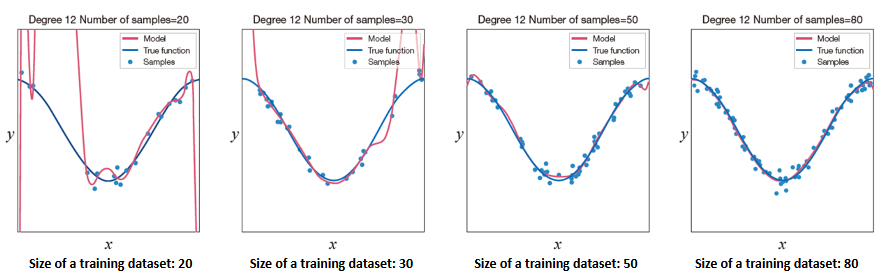 Degree 12 Number of samples=20
Model
True function
Samples
y
x
Size of a training dataset: 20
Degree 12 Number of samples=30
Model
True function
Samples
y
x
Size of a training dataset: 30
Degree 12 Number of samples=50
Model
True function
Samples
y
x
Size of a training dataset: 50
Degree 12 Number of samples=80
Model
True function
Samples
y
x
Size of a training dataset: 80